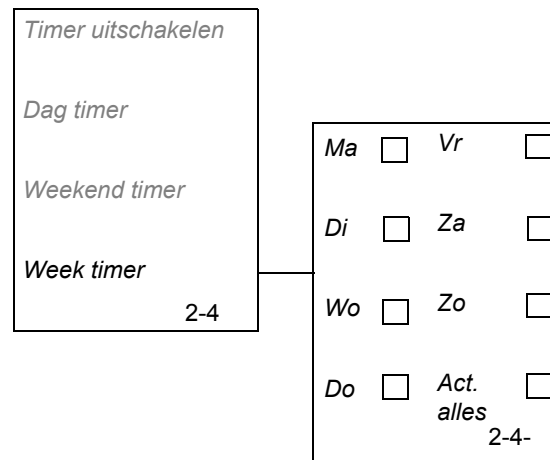 Timer uitschakelen
Dag timer
Weekend timer
Week timer
2-4
Ma Vr
Di Za
Wo Zo
Do Act.
alles
2-4-